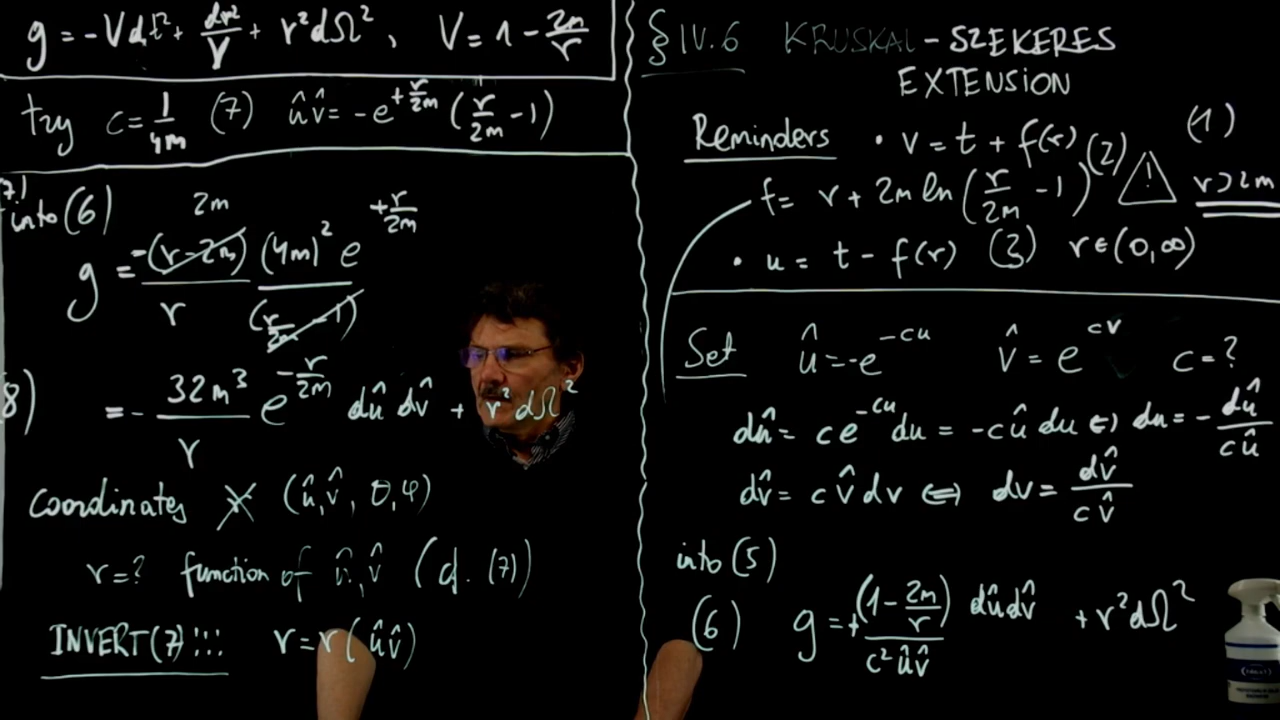 g = -Vdt² + dr²/V + r²dΩ², V = 1 - 2m/r
try c = 1/4m (7) ûv̂ = -e^{+r/2m} (r/2m - 1)
(7) into (6)
g = -(r-2m)/r (4m)² e^{+r/2m}/(r/2m - 1)
2m
(8) = - 32m³/r e^{-r/2m} dû dv̂ + r²dΩ²
coordinates (û, v̂, θ, φ)
r = ? function of û, v̂ (cf. (7))
INVERT (7)!!! r = r(ûv̂)
§ IV.6 KRUSKAL-SZEKERES
EXTENSION
Reminders • v = t + f(r) (1)
f = r + 2m ln (r/2m - 1) (2) ! r>2m
• u = t - f(r) (3) r∈(0,∞)
Set û = -e^{-cu} v̂ = e^{cv} c = ?
dû = ce^{-cu} du = -cû du ⇔ du = - dû/cû
dv̂ = c v̂ dv ⇔ dv = dv̂/cv̂
into (5)
(6) g = +(1 - 2m/r)/c²ûv̂ dûdv̂ + r²dΩ²